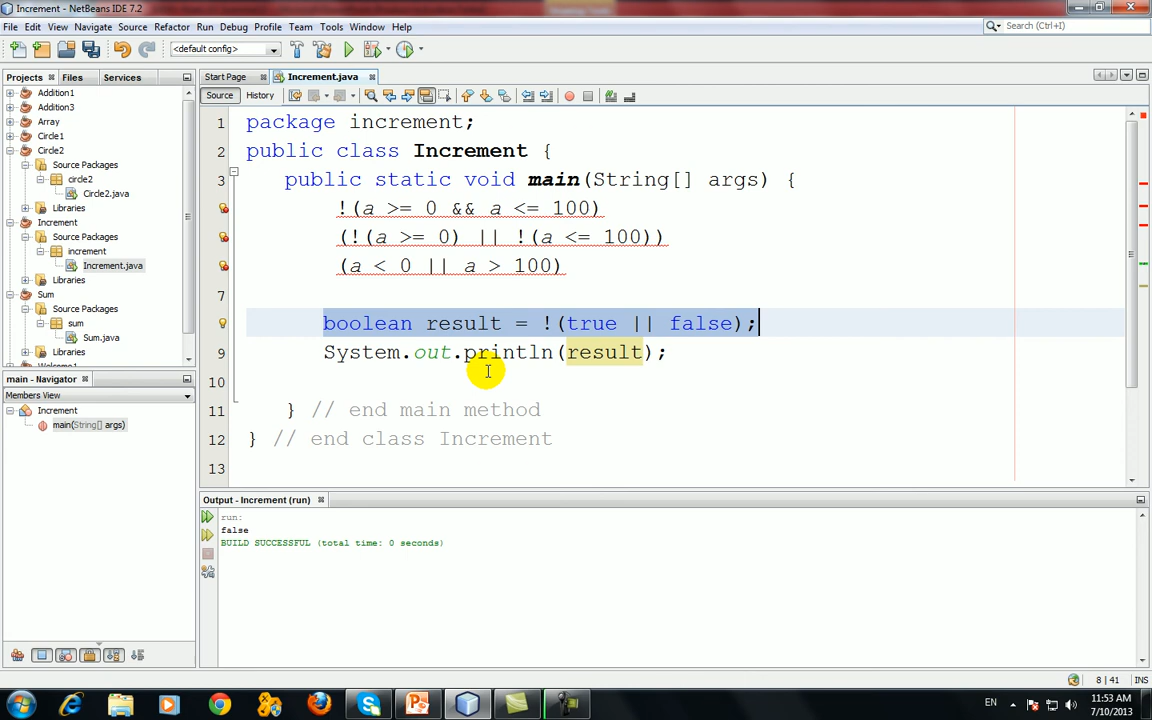 Increment - NetBeans IDE 7.2
File Edit View Navigate Source Refactor Run Debug Profile Team Tools Window Help
Search (Ctrl+I)
<default config>
Projects Files Services
Start Page Increment.java
Source History
Addition1
Addition3
Array
Circle1
Circle2
Source Packages
circle2
Circle2.java
Libraries
Increment
Source Packages
increment
Increment.java
Libraries
Sum
Source Packages
sum
Sum.java
Libraries
1 package increment;
2 public class Increment {
3 public static void main(String[] args) {
!(a >= 0 && a <= 100)
(!(a >= 0) || !(a <= 100))
(a < 0 || a > 100)
7
boolean result = !(true || false);
9 System.out.println(result);
10
11 } // end main method
12 } // end class Increment
13
main - Navigator
Members View
Increment
main(String[] args)
Output - Increment (run)
run:
false
BUILD SUCCESSFUL (total time: 0 seconds)
8 | 41 INS
EN
11:53 AM
7/10/2013